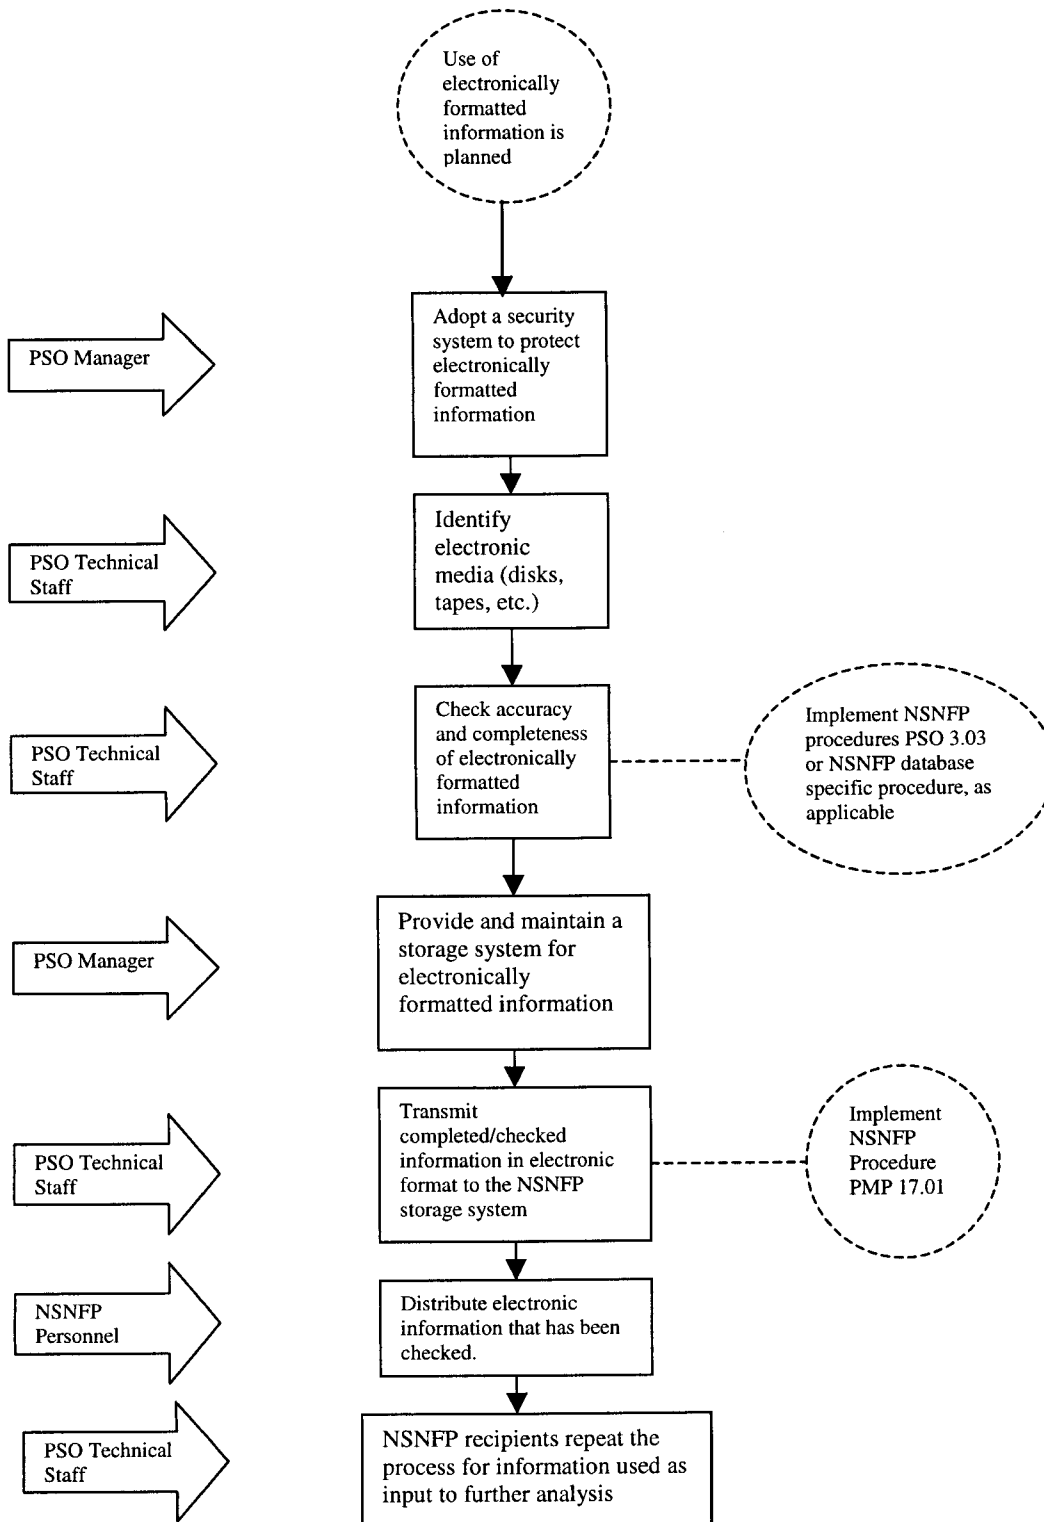 Use of
electronically
formatted
information is
planned
PSO Manager
Adopt a security
system to protect
electronically
formatted
information
PSO Technical
Staff
Identify
electronic
media (disks,
tapes, etc.)
PSO Technical
Staff
Check accuracy
and completeness
of electronically
formatted
information
Implement NSNFP
procedures PSO 3.03
or NSNFP database
specific procedure, as
applicable
PSO Manager
Provide and maintain a
storage system for
electronically
formatted information
PSO Technical
Staff
Transmit
completed/checked
information in electronic
format to the NSNFP
storage system
Implement
NSNFP
Procedure
PMP 17.01
NSNFP
Personnel
Distribute electronic
information that has been
checked.
PSO Technical
Staff
NSNFP recipients repeat the
process for information used as
input to further analysis